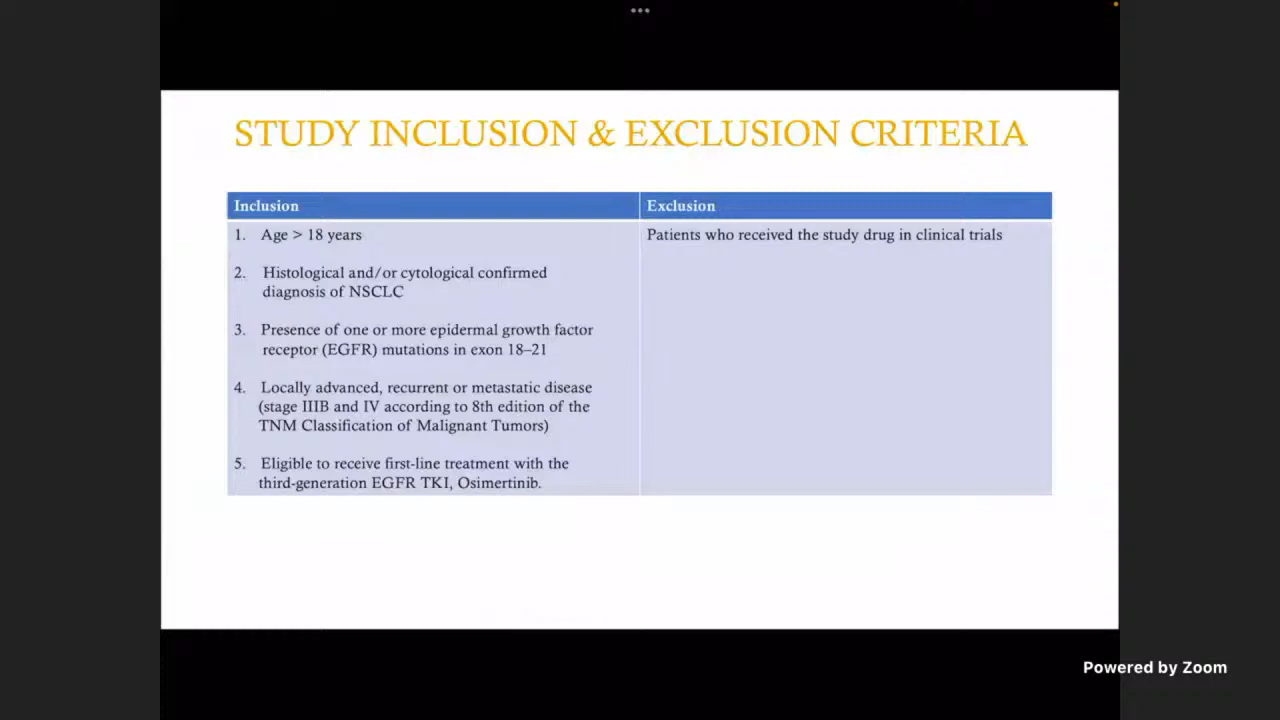 STUDY INCLUSION & EXCLUSION CRITERIA
Inclusion
1. Age > 18 years
2. Histological and/or cytological confirmed
diagnosis of NSCLC
3. Presence of one or more epidermal growth factor
receptor (EGFR) mutations in exon 18–21
4. Locally advanced, recurrent or metastatic disease
(stage IIIB and IV according to 8th edition of the
TNM Classification of Malignant Tumors)
5. Eligible to receive first-line treatment with the
third-generation EGFR TKI, Osimertinib.
Exclusion
Patients who received the study drug in clinical trials
Powered by Zoom